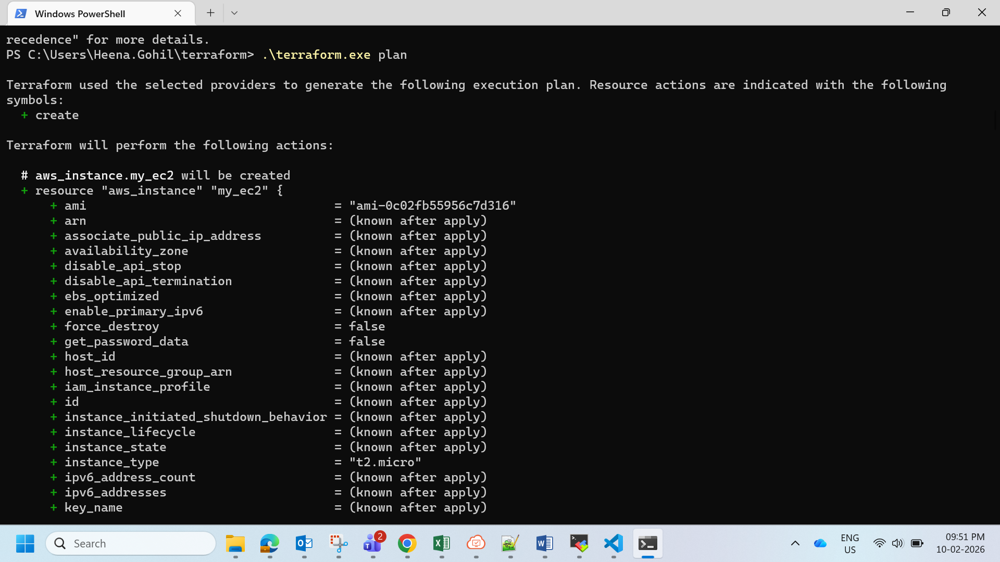 Windows PowerShell
recedence" for more details.
PS C:\Users\Heena.Gohil\terraform> .\terraform.exe plan
Terraform used the selected providers to generate the following execution plan. Resource actions are indicated with the following
symbols:
+ create
Terraform will perform the following actions:
# aws_instance.my_ec2 will be created
+ resource "aws_instance" "my_ec2" {
+ ami = "ami-0c02fb55956c7d316"
+ arn = (known after apply)
+ associate_public_ip_address = (known after apply)
+ availability_zone = (known after apply)
+ disable_api_stop = (known after apply)
+ disable_api_termination = (known after apply)
+ ebs_optimized = (known after apply)
+ enable_primary_ipv6 = (known after apply)
+ force_destroy = false
+ get_password_data = false
+ host_id = (known after apply)
+ host_resource_group_arn = (known after apply)
+ iam_instance_profile = (known after apply)
+ id = (known after apply)
+ instance_initiated_shutdown_behavior = (known after apply)
+ instance_lifecycle = (known after apply)
+ instance_state = (known after apply)
+ instance_type = "t2.micro"
+ ipv6_address_count = (known after apply)
+ ipv6_addresses = (known after apply)
+ key_name = (known after apply)
Search
2
ENG
US
09:51 PM
10-02-2026